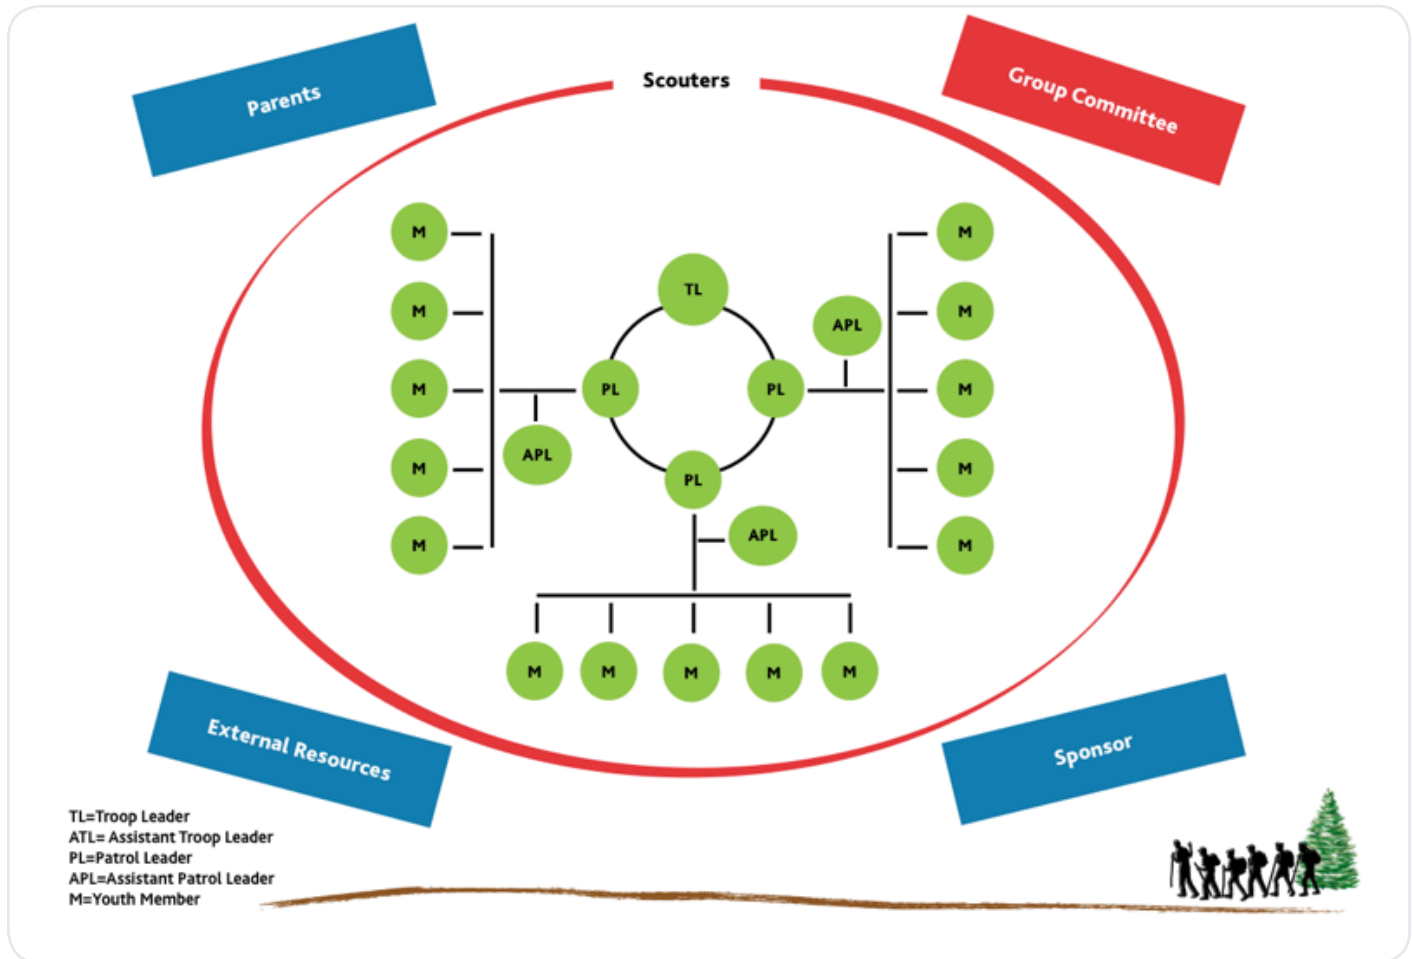 Parents
Scouters
Group Committee
M
M
TL
M
APL
M
M
PL
PL
M
M
APL
M
PL
M
APL
M
M
M
M
M
M
M
External Resources
Sponsor
TL=Troop Leader
ATL= Assistant Troop Leader
PL=Patrol Leader
APL=Assistant Patrol Leader
M=Youth Member